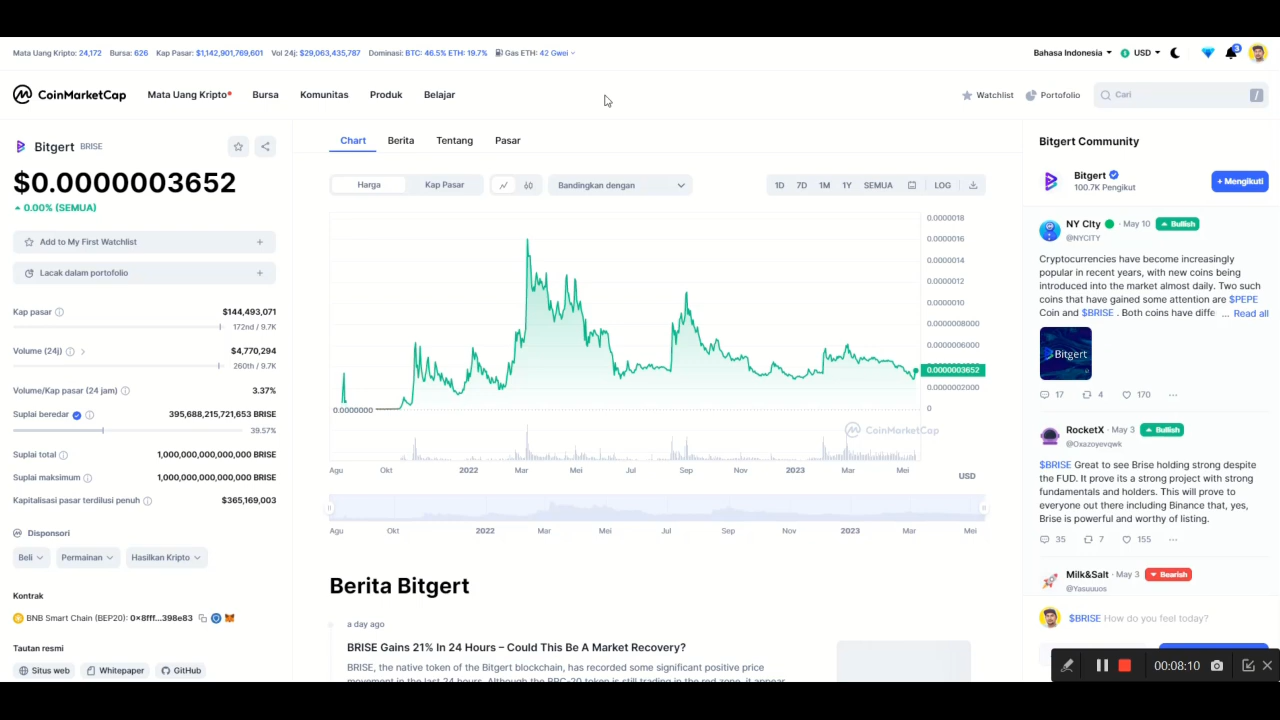 Mata Uang Kripto: 24,172 Bursa: 626 Kap Pasar: $1,142,901,769,601 Vol 24j: $29,063,435,787 Dominasi: BTC: 46.5% ETH: 19.7% Gas ETH: 42 Gwei
Bahasa Indonesia USD 3
CoinMarketCap Mata Uang Kripto Bursa Komunitas Produk Belajar
Watchlist Portofolio Cari /
Bitgert BRISE
$0.0000003652
0.00% (SEMUA)
Add to My First Watchlist +
Lacak dalam portofolio +
Kap pasar $144,493,071
172nd / 9.7K
Volume (24j) $4,770,294
260th / 9.7K
Volume/Kap pasar (24 jam) 3.37%
Suplai beredar 395,688,215,721,653 BRISE
39.57%
Suplai total 1,000,000,000,000,000 BRISE
Suplai maksimum 1,000,000,000,000,000 BRISE
Kapitalisasi pasar terdilusi penuh $365,169,003
Disponsori
Beli Permainan Hasilkan Kripto
Kontrak
BNB Smart Chain (BEP20): 0x8fff...398e83
Tautan resmi
Situs web Whitepaper GitHub
Chart Berita Tentang Pasar
Harga Kap Pasar Bandingkan dengan 1D 7D 1M 1Y SEMUA LOG
0.0000018
0.0000016
0.0000014
0.0000012
0.0000010
0.0000008000
0.0000006000
0.0000003652
0.0000002000
0
0.0000000
CoinMarketCap
Agu Okt 2022 Mar Mei Jul Sep Nov 2023 Mar Mei
USD
Agu Okt 2022 Mar Mei Jul Sep Nov 2023 Mar Mei
Berita Bitgert
a day ago
BRISE Gains 21% In 24 Hours – Could This Be A Market Recovery?
BRISE, the native token of the Bitgert blockchain, has recorded some significant positive price
movement in the last 24 hours. Although the BRC-20 token is still trading in the red zone, it appear
Bitgert Community
Bitgert
100.7K Pengikut
+ Mengikuti
NY CIty · May 10 Bullish
@NYCITY
Cryptocurrencies have become increasingly
popular in recent years, with new coins being
introduced into the market almost daily. Two such
coins that have gained some attention are $PEPE
Coin and $BRISE . Both coins have diffe ... Read all
Bitgert
17 4 170 ...
RocketX · May 3 Bullish
@Oxazoyevqwk
$BRISE Great to see Brise holding strong despite
the FUD. It prove its a strong project with strong
fundamentals and holders. This will prove to
everyone out there including Binance that, yes,
Brise is powerful and worthy of listing.
35 7 155 ...
Milk&Salt · May 3 Bearish
@Yasuuuos
$BRISE How do you feel today?
00:08:10